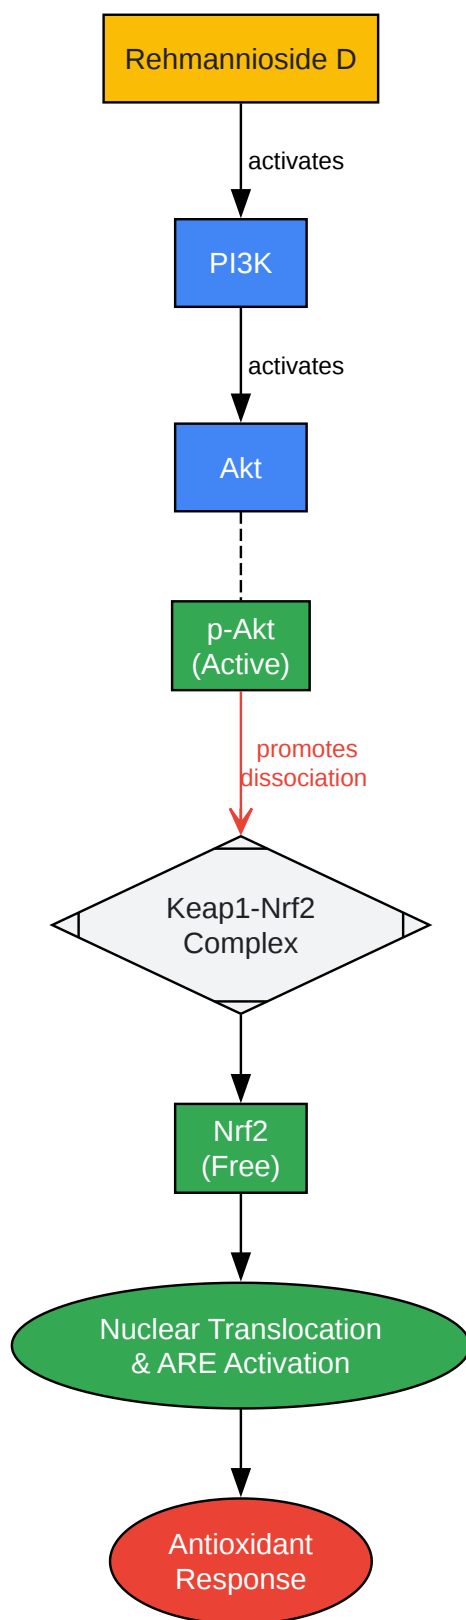 Rehmannioside D
activates
PI3K
activates
Akt
p-Akt
(Active)
promotes
dissociation
Keap1-Nrf2
Complex
Nrf2
(Free)
Nuclear Translocation
& ARE Activation
Antioxidant
Response